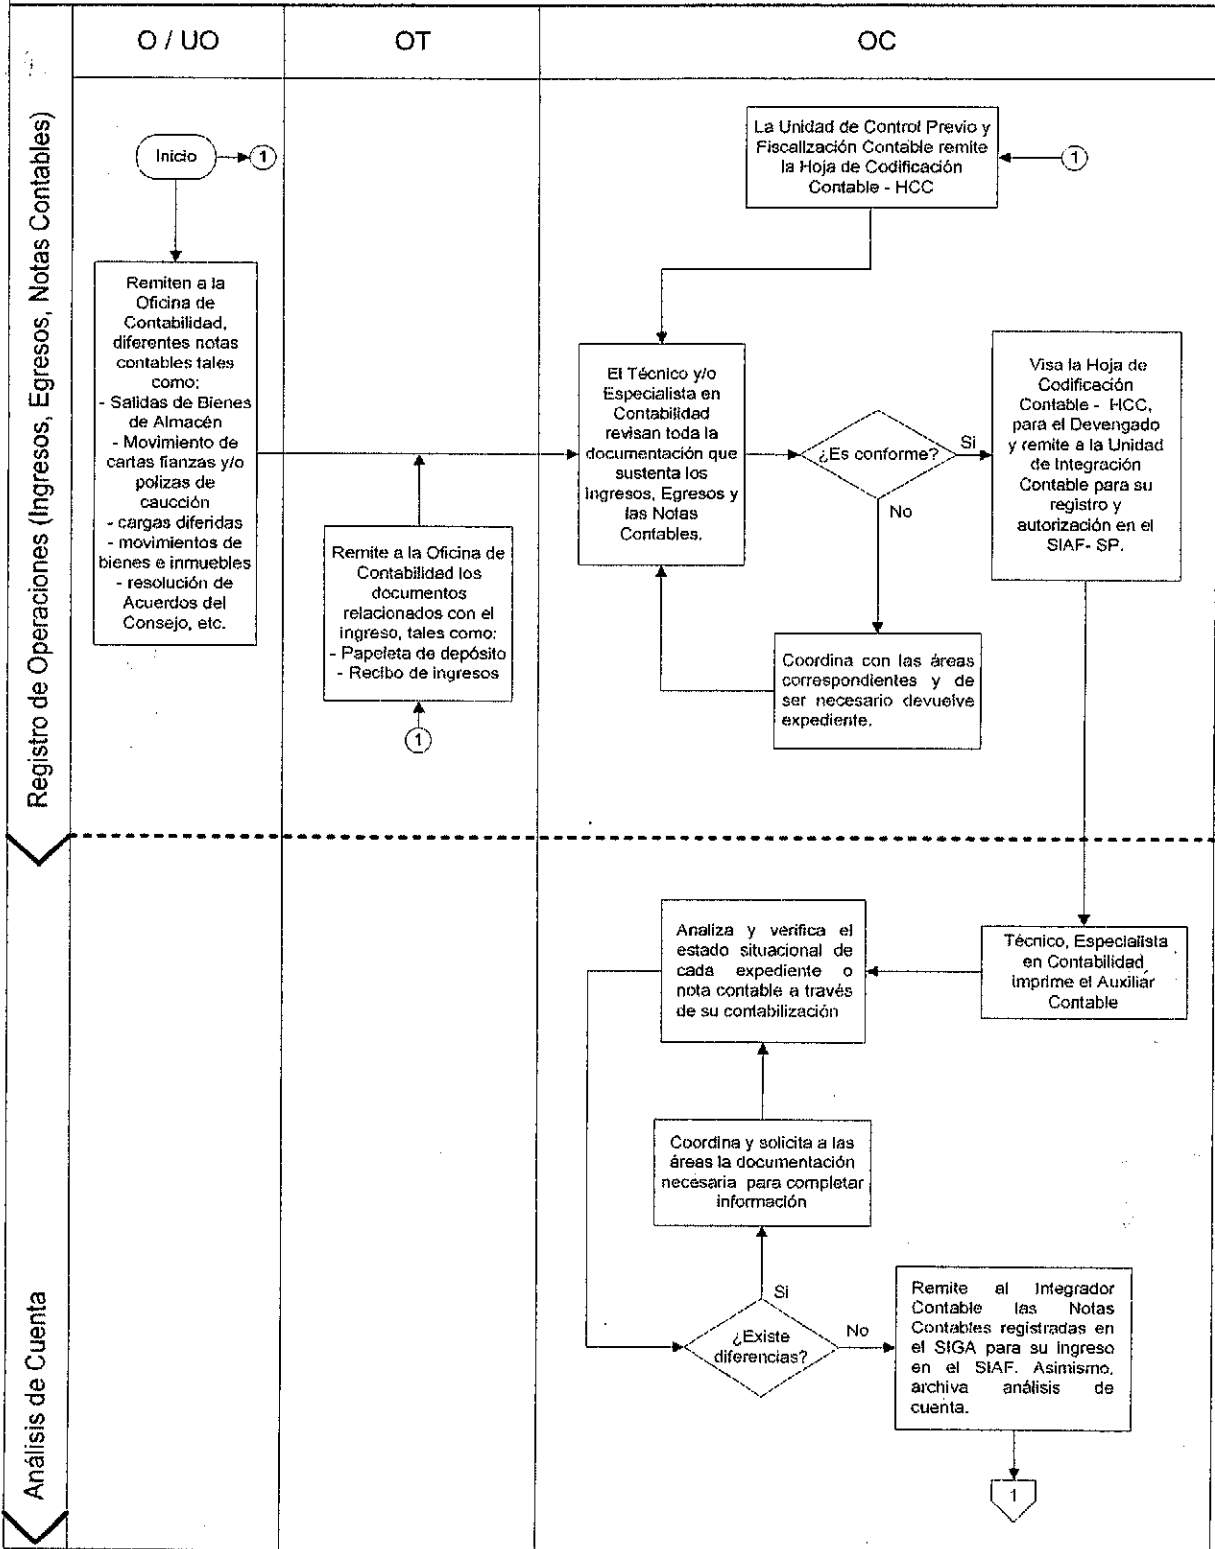 O / UO
OT
OC
Registro de Operaciones (Ingresos, Egresos, Notas Contables)
Inicio
1
La Unidad de Control Previo y
Fiscalización Contable remite
la Hoja de Codificación
Contable - HCC
1
Remiten a la
Oficina de
Contabilidad,
diferentes notas
contables tales
como:
- Salidas de Bienes
de Almacén
- Movimiento de
cartas fianzas y/o
polizas de
caucción
- cargas diferidas
- movimientos de
bienes e inmuebles
- resolución de
Acuerdos del
Consejo, etc.
Remite a la Oficina de
Contabilidad los
documentos
relacionados con el
ingreso, tales como:
- Papeleta de depósito
- Recibo de ingresos
1
El Técnico y/o
Especialista en
Contabilidad
revisan toda la
documentación que
sustenta los
Ingresos, Egresos y
las Notas
Contables.
¿Es conforme?
Si
No
Visa la Hoja de
Codificación
Contable - HCC,
para el Devengado
y remite a la Unidad
de Integración
Contable para su
registro y
autorización en el
SIAF- SP.
Coordina con las áreas
correspondientes y de
ser necesario devuelve
expediente.
Análisis de Cuenta
Analiza y verifica el
estado situacional de
cada expediente o
nota contable a través
de su contabilización
Técnico, Especialista
en Contabilidad
imprime el Auxiliar
Contable
Coordina y solicita a las
áreas la documentación
necesaria para completar
información
Si
¿Existe
diferencias?
No
Remite al Integrador
Contable las Notas
Contables registradas en
el SIGA para su ingreso
en el SIAF. Asimismo,
archiva análisis de
cuenta.
1